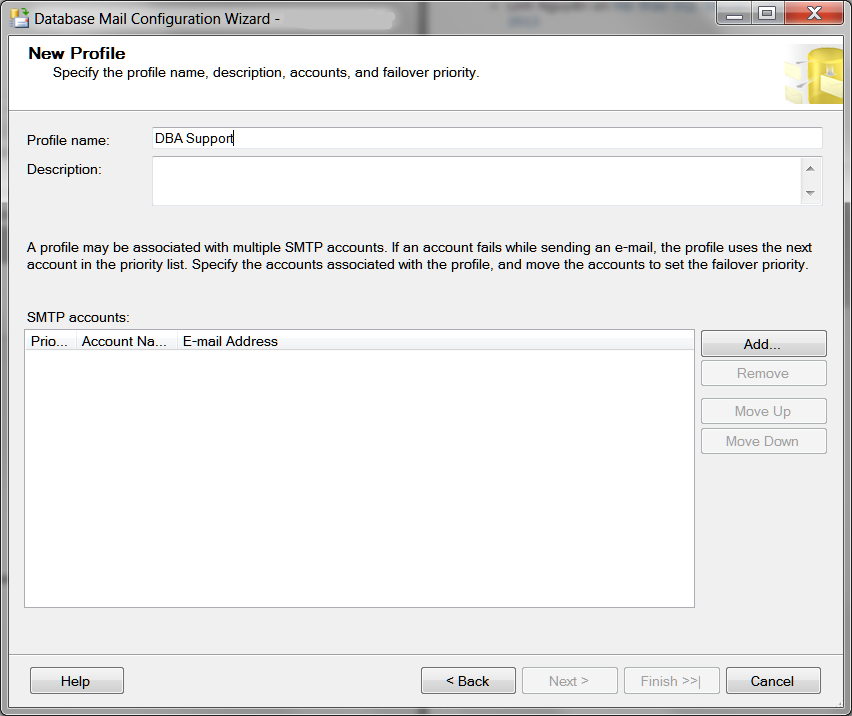 Database Mail Configuration Wizard -
New Profile
Specify the profile name, description, accounts, and failover priority.
Profile name:
DBA Support
Description:
A profile may be associated with multiple SMTP accounts. If an account fails while sending an e-mail, the profile uses the next
account in the priority list. Specify the accounts associated with the profile, and move the accounts to set the failover priority.
SMTP accounts:
Prio... Account Na... E-mail Address
Add...
Remove
Move Up
Move Down
Help
< Back
Next >
Finish >>|
Cancel